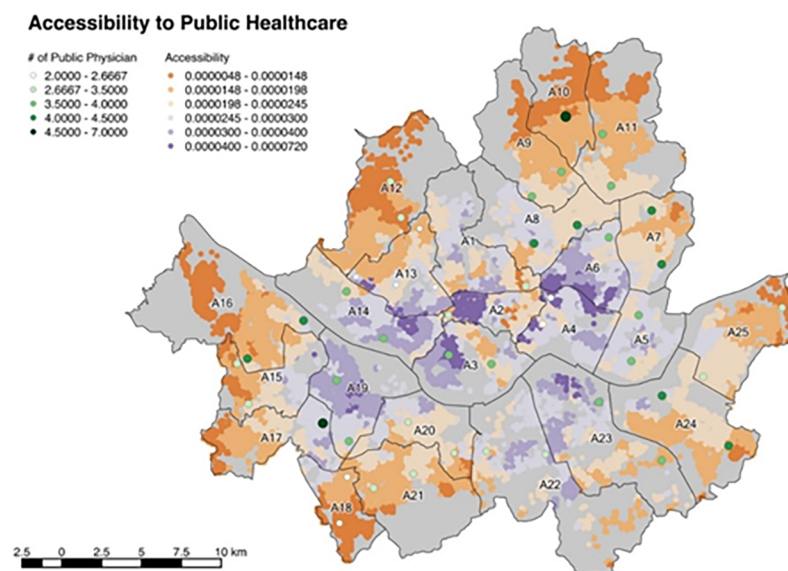 Accessibility to Public Healthcare
# of Public Physician
2.0000 - 2.6667
2.6667 - 3.5000
3.5000 - 4.0000
4.0000 - 4.5000
4.5000 - 7.0000
Accessibility
0.0000048 - 0.0000148
0.0000148 - 0.0000198
0.0000198 - 0.0000245
0.0000245 - 0.0000300
0.0000300 - 0.0000400
0.0000400 - 0.0000720
A10
A11
A9
A12
A8
A7
A1
A6
A13
A16
A14
A2
A4
A25
A5
A3
A15
A19
A24
A20
A17
A23
A22
A21
A18
2.5 0 2.5 5 7.5 10 km